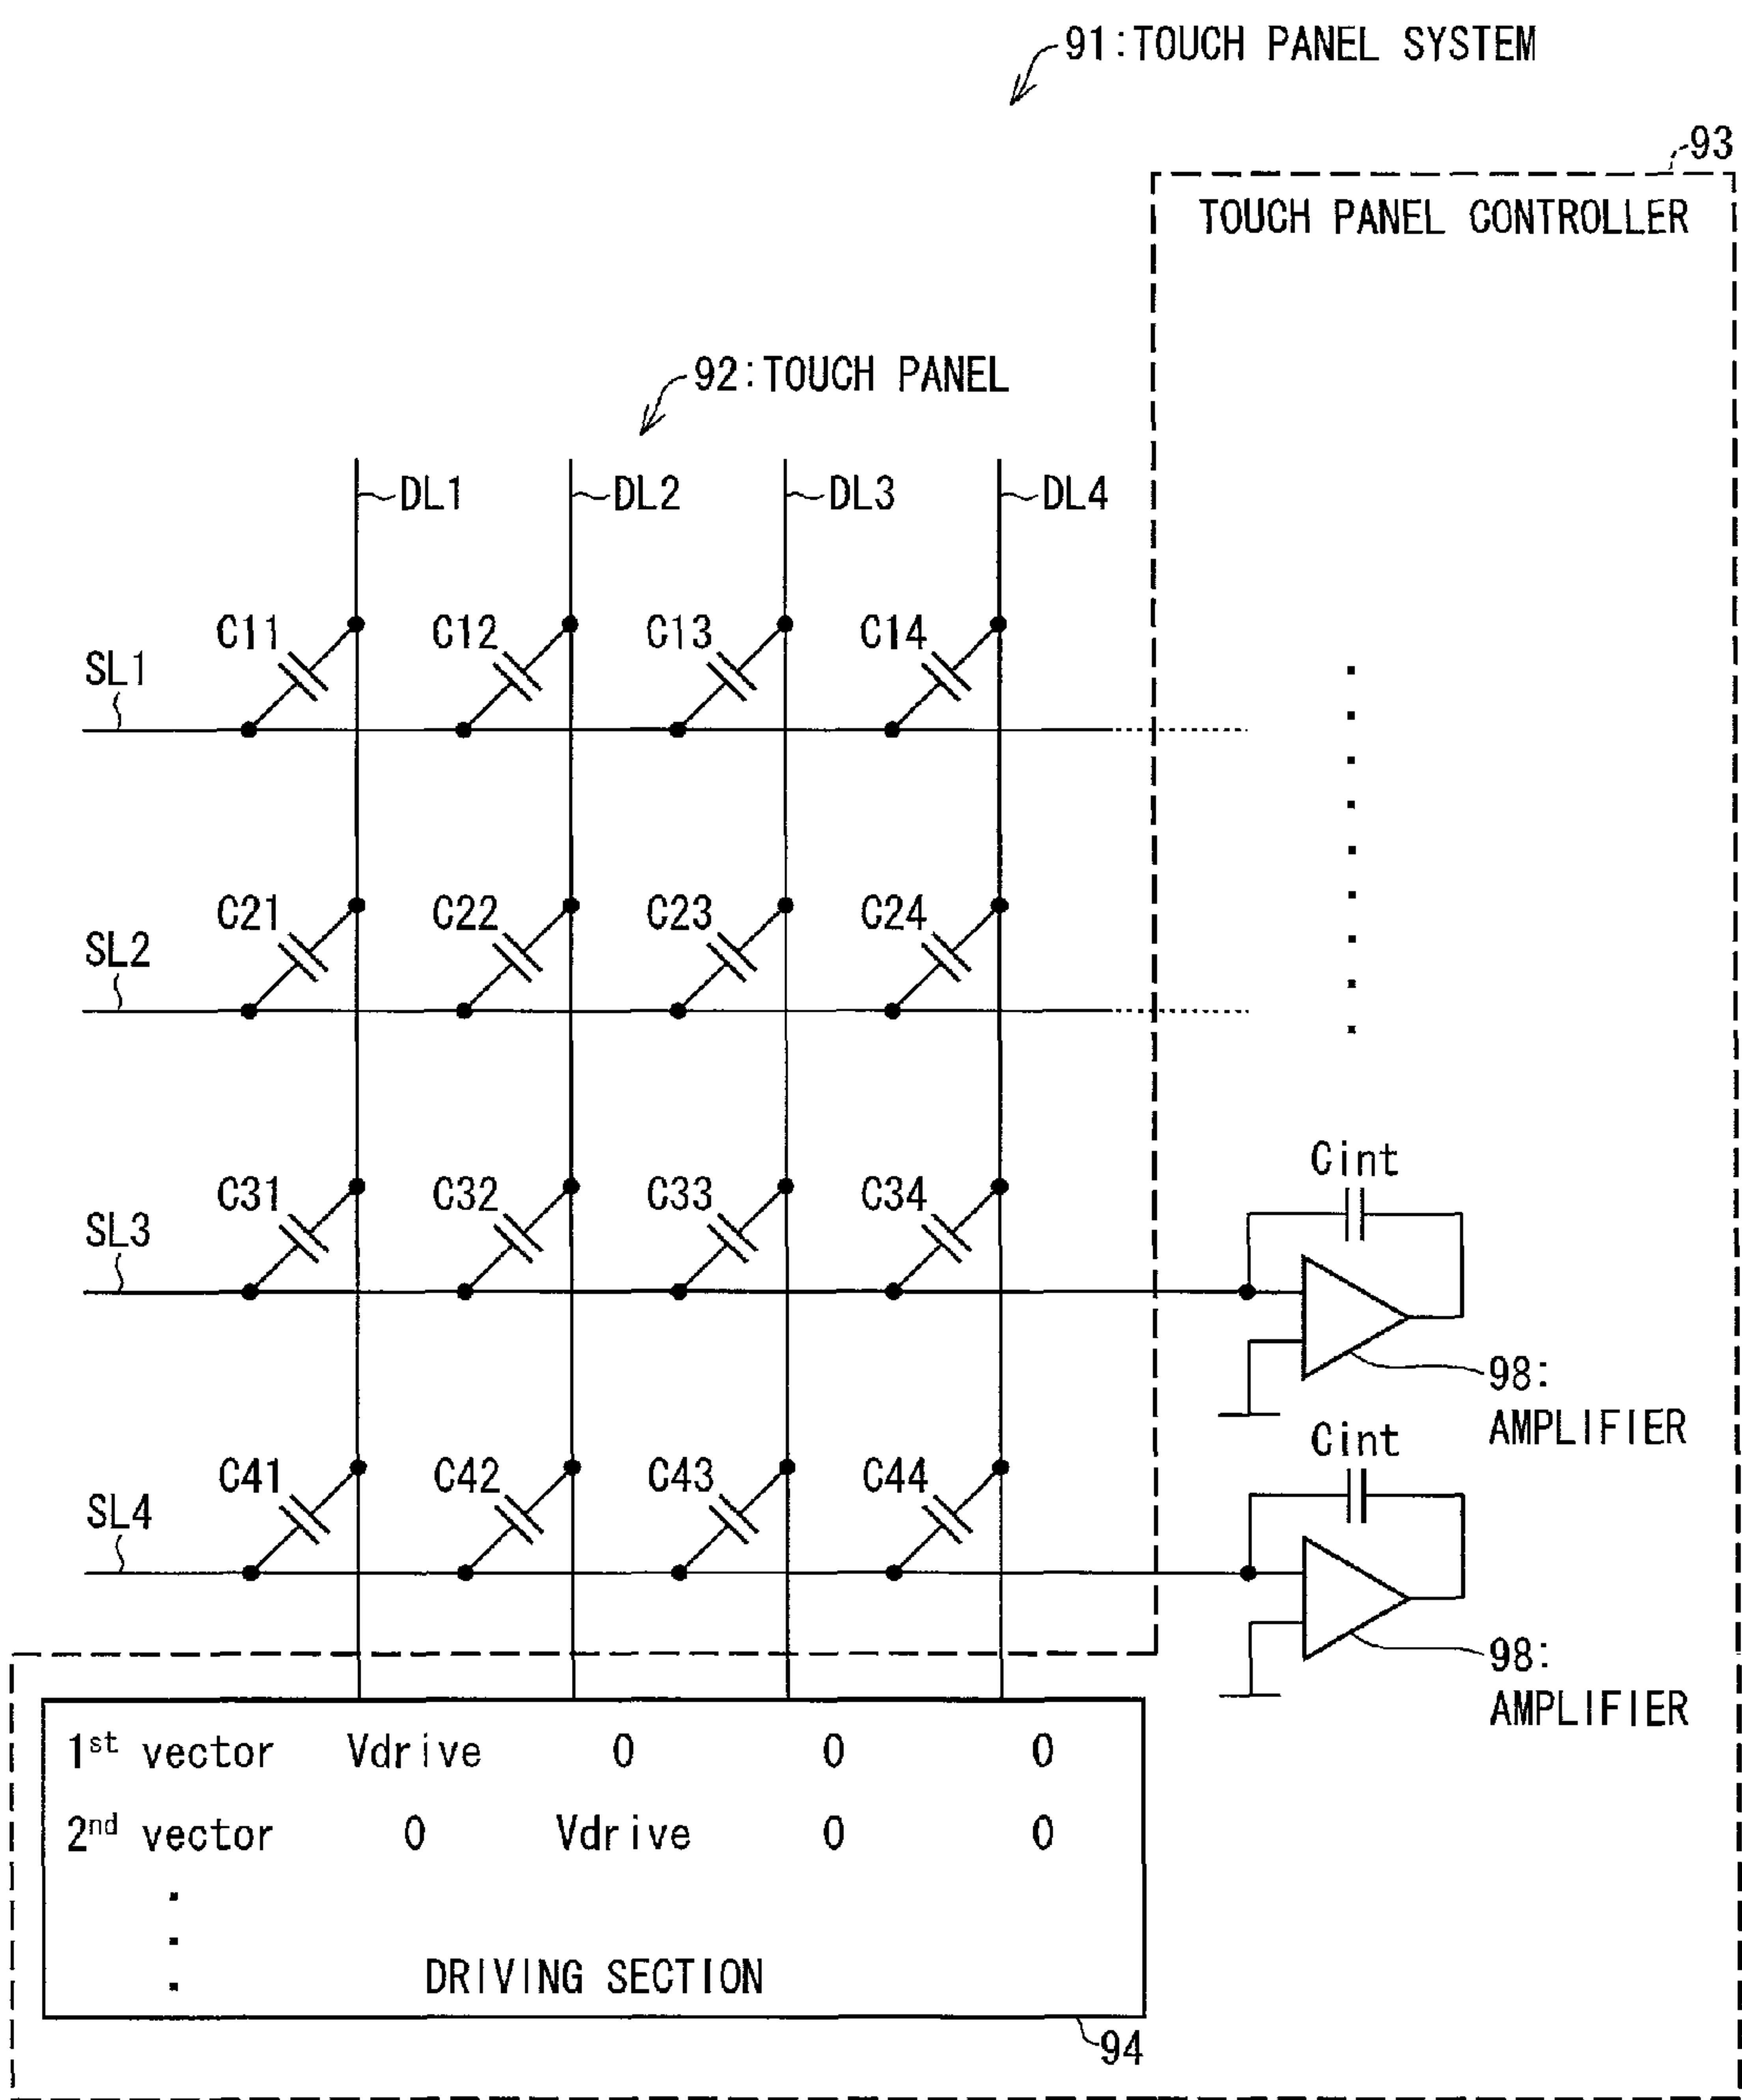 91:TOUCH PANEL SYSTEM
93
TOUCH PANEL CONTROLLER
92:TOUCH PANEL
DL1 DL2 DL3 DL4
C11 C12 C13 C14
SL1
C21 C22 C23 C24
SL2
Cint
C31 C32 C33 C34
SL3
98:
AMPLIFIER
Cint
C41 C42 C43 C44
SL4
98:
AMPLIFIER
1st vector Vdrive 0 0 0
2nd vector 0 Vdrive 0 0
DRIVING SECTION
94